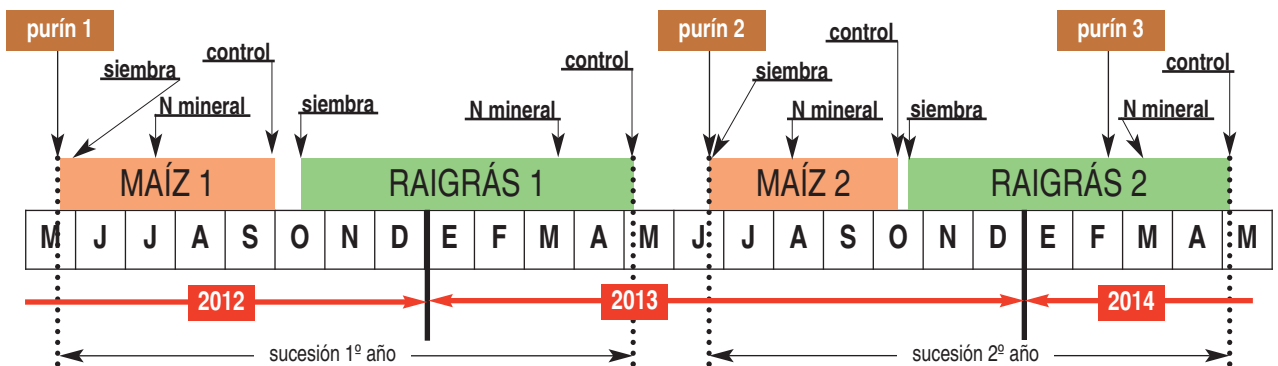 purín 1
purín 2
purín 3
control
control
control
control
siembra
siembra
N mineral
siembra
N mineral
N mineral
siembra
N mineral
MAÍZ 1
RAIGRÁS 1
MAÍZ 2
RAIGRÁS 2
M J J A S O N D E F M A M J J A S O N D E F M A M
2012
2013
2014
sucesión 1º año
sucesión 2º año